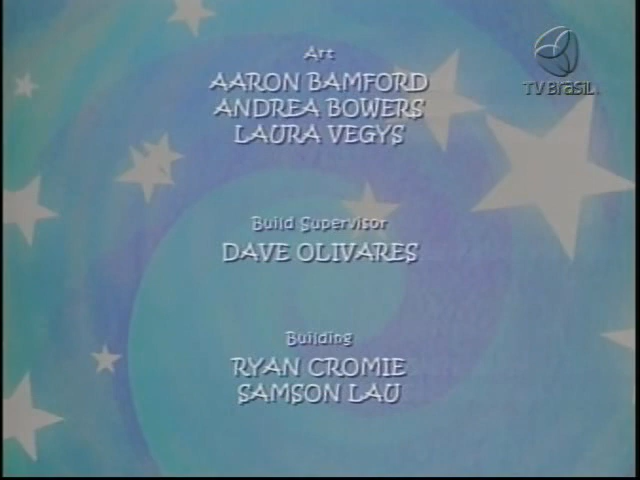 Art
AARON BAMFORD
ANDREA BOWERS
LAURA VEGYS
TV BRASIL
Build Supervisor
DAVE OLIVARES
Building
RYAN CROMIE
SAMSON LAU